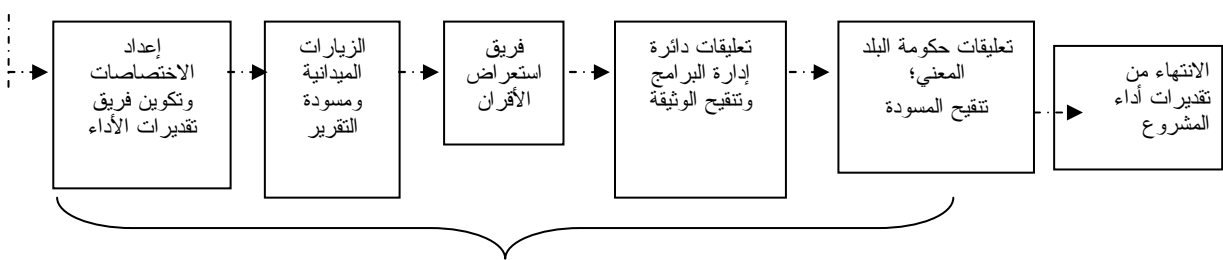 إعداد
الاختصاصات
وتكوين فريق
تقديرات الأداء
الزيارات
الميدانية
ومسودة
التقرير
فريق
استعراض
الأقران
تعليقات دائرة
إدارة البرامج
وتنقيح الوثيقة
تعليقات حكومة البلد
المعني؛
تنقيح المسودة
الانتهاء من
تقديرات أداء
المشروع